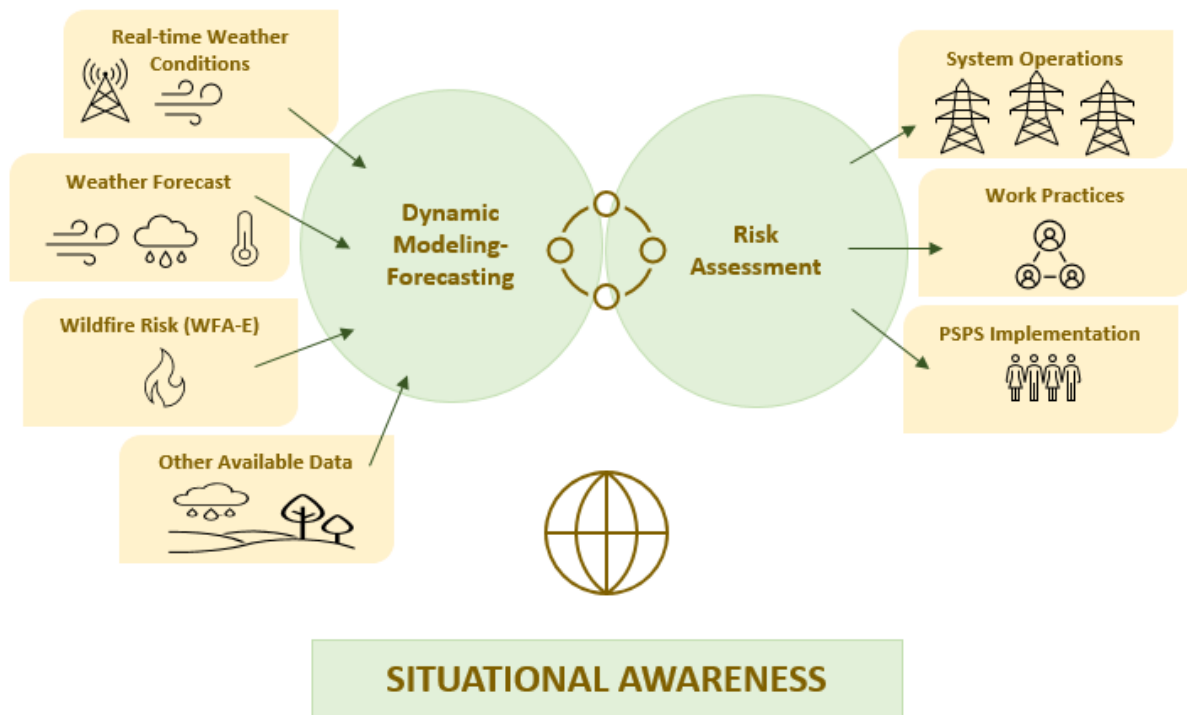 Real-time Weather
Conditions
Weather Forecast
Wildfire Risk (WFA-E)
Other Available Data
Dynamic
Modeling-
Forecasting
Risk
Assessment
System Operations
Work Practices
PSPS Implementation
SITUATIONAL AWARENESS